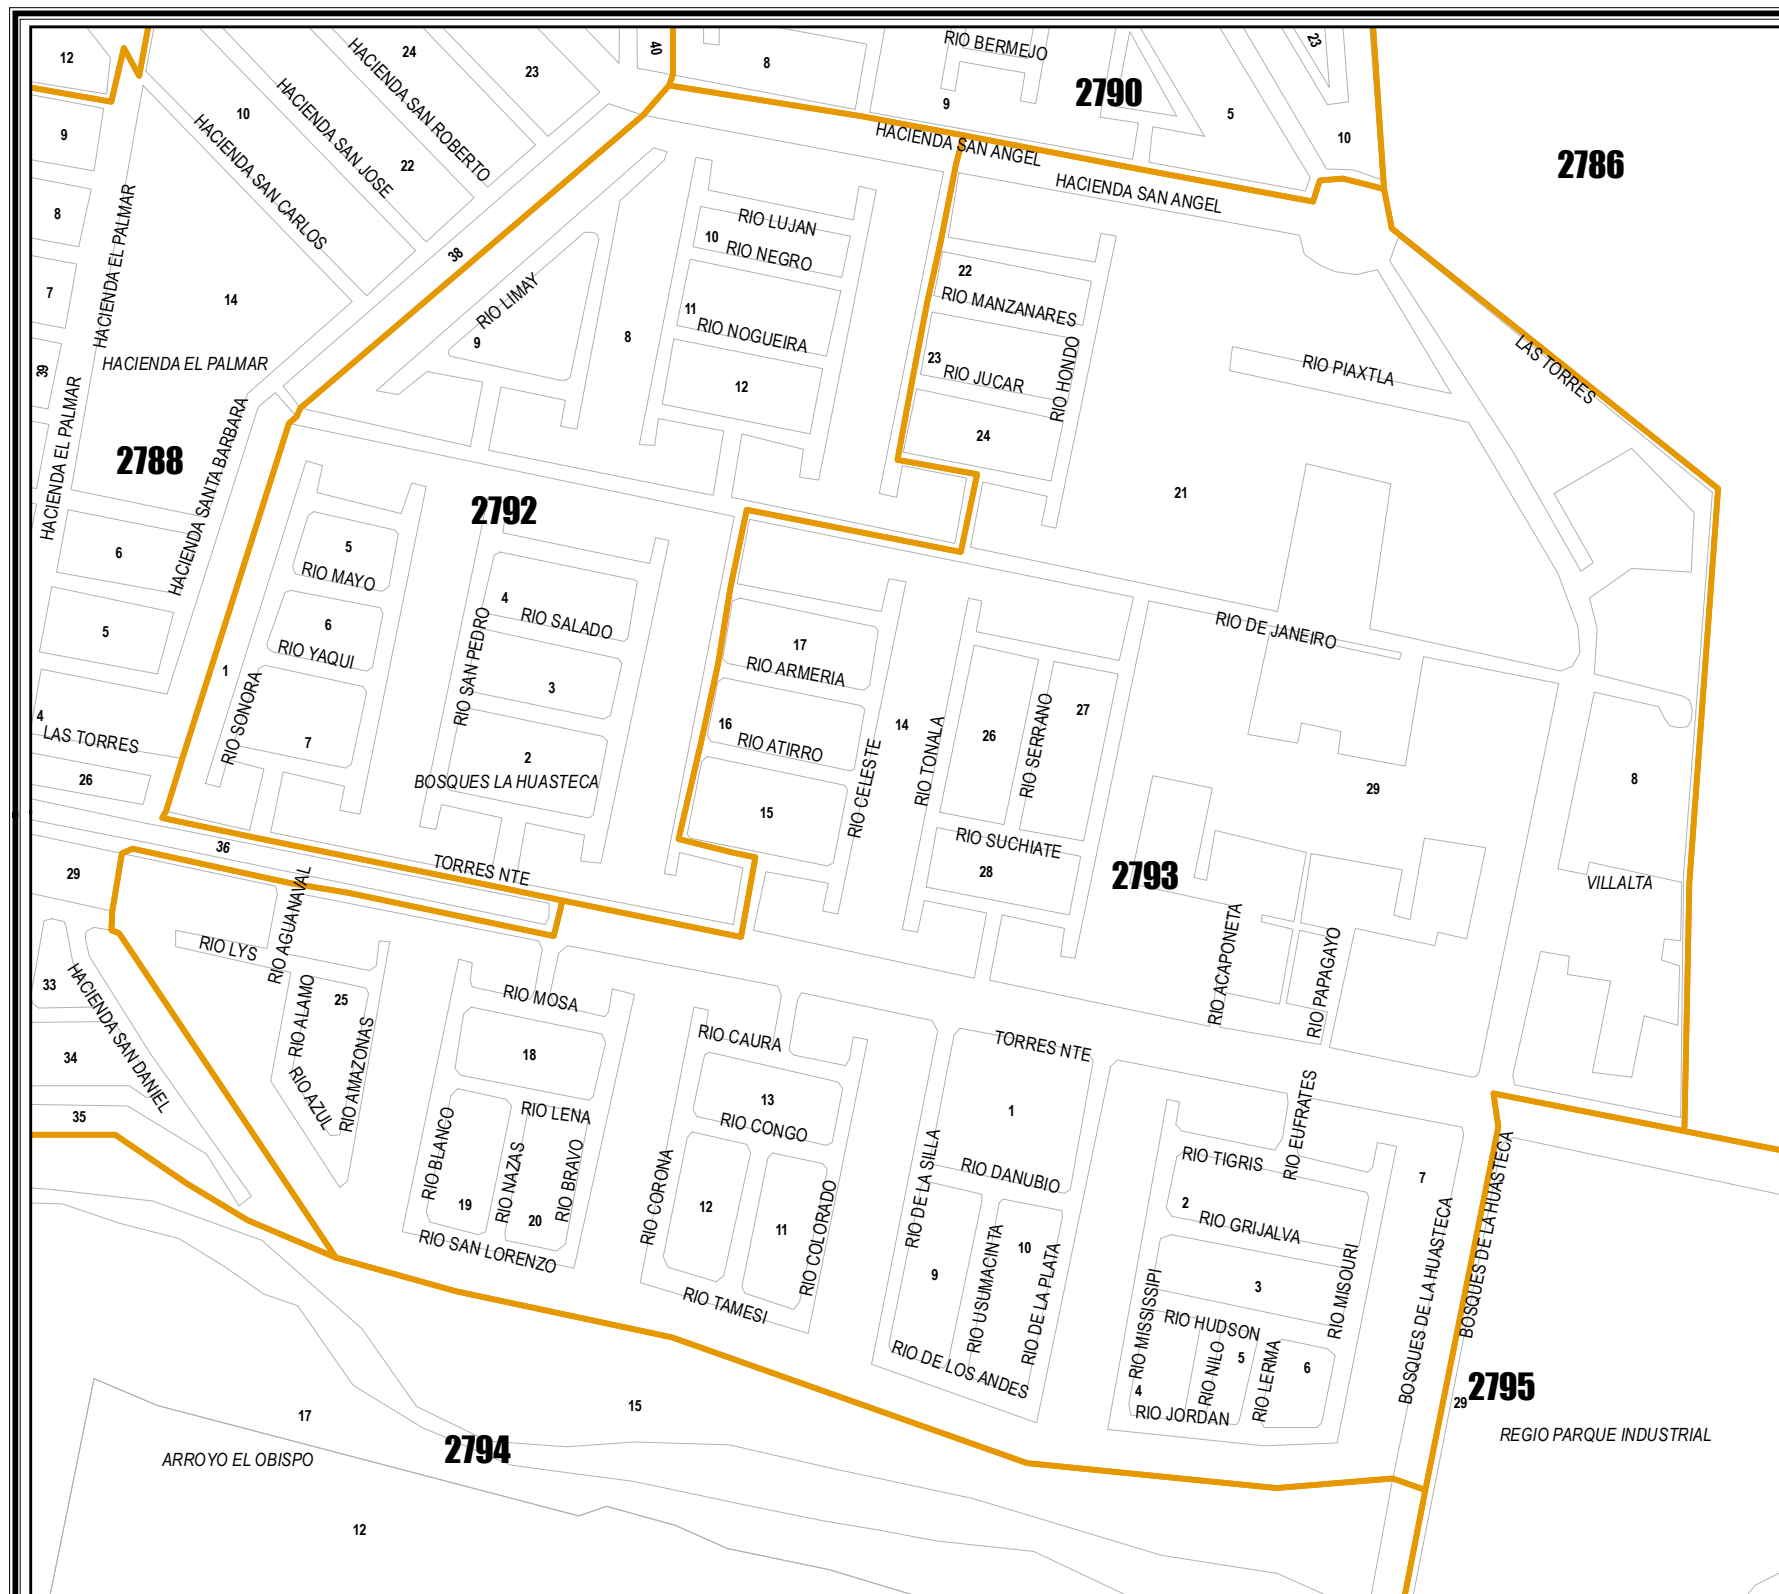 12
24
HACIENDA SAN ROBERTO
23
40
8
RIO BERMEJO
2790
23
9
10
HACIENDA SAN JOSE
HACIENDA SAN CARLOS
22
9
HACIENDA SAN ANGEL
5
10
2786
8
HACIENDA EL PALMAR
38
HACIENDA SAN ANGEL
RIO LUJAN
10
RIO NEGRO
7
14
RIO LIMAY
9
8
11
RIO NOGUEIRA
22
RIO MANZANARES
39
HACIENDA EL PALMAR
12
23
RIO JUCAR
RIO HONDO
RIO PIAXTLA
LAS TORRES
HACIENDA EL PALMAR
2788
HACIENDA SANTA BARBARA
24
21
2792
6
5
RIO MAYO
4
RIO SALADO
5
6
RIO YAQUI
RIO SAN PEDRO
17
RIO ARMERIA
RIO DE JANEIRO
1
RIO SONORA
3
27
4
LAS TORRES
7
2
BOSQUES LA HUASTECA
16
RIO ATIRRO
14
RIO TONALA
26
RIO SERRANO
26
15
RIO CELESTE
29
8
36
TORRES NTE
RIO SUCHIATE
28
2793
VILLALTA
29
RIO AGUANAVAL
RIO LYS
RIO ACAPONETA
RIO PAPAGAYO
33
HACIENDA SAN DANIEL
RIO ALAMO
25
RIO AMAZONAS
RIO MOSA
RIO CAURA
TORRES NTE
34
RIO AZUL
18
13
1
RIO EUFRATES
35
RIO LENA
RIO CONGO
RIO BLANCO
RIO NAZAS
RIO BRAVO
RIO CORONA
RIO DE LA SILLA
RIO DANUBIO
RIO TIGRIS
7
BOSQUES DE LA HUASTECA
19
20
12
11
RIO COLORADO
2
RIO GRIJALVA
RIO SAN LORENZO
9
RIO USUMACINTA
10
RIO DE LA PLATA
3
RIO MISOURI
BOSQUES DE LA HUASTECA
RIO TAMESI
RIO MISSISSIPI
RIO HUDSON
RIO DE LOS ANDES
RIO NILO
5
RIO LERMA
6
4
RIO JORDAN
29
2795
17
15
2794
REGIO PARQUE INDUSTRIAL
ARROYO EL OBISPO
12
HACIENDA EL PALMAR